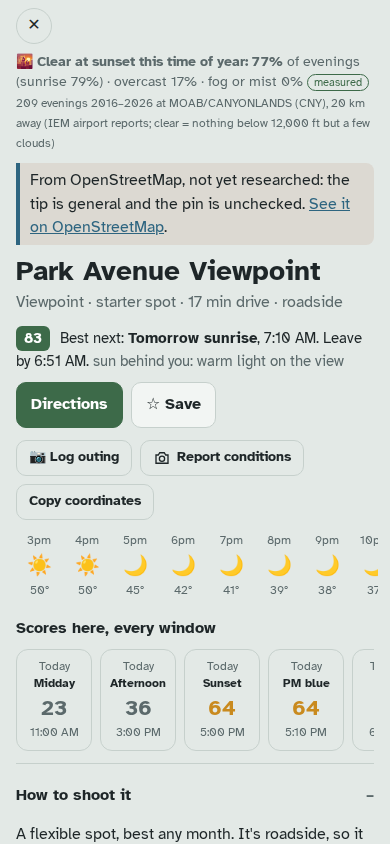 ✕
🌇 Clear at sunset this time of year: 77% of evenings
(sunrise 79%) · overcast 17% · fog or mist 0% measured
209 evenings 2016–2026 at MOAB/CANYONLANDS (CNY), 20 km
away (IEM airport reports; clear = nothing below 12,000 ft but a few
clouds)
From OpenStreetMap, not yet researched: the
tip is general and the pin is unchecked. See it
on OpenStreetMap.
Park Avenue Viewpoint
Viewpoint · starter spot · 17 min drive · roadside
83 Best next: Tomorrow sunrise, 7:10 AM. Leave
by 6:51 AM. sun behind you: warm light on the view
Directions ☆ Save
📷 Log outing Report conditions
Copy coordinates
3pm 4pm 5pm 6pm 7pm 8pm 9pm 10p
50° 50° 45° 42° 41° 39° 38° 37
Scores here, every window
Today Today Today Today T
Midday Afternoon Sunset PM blue
23 36 64 64
11:00 AM 3:00 PM 5:00 PM 5:10 PM 6
How to shoot it –
A flexible spot, best any month. It's roadside, so it